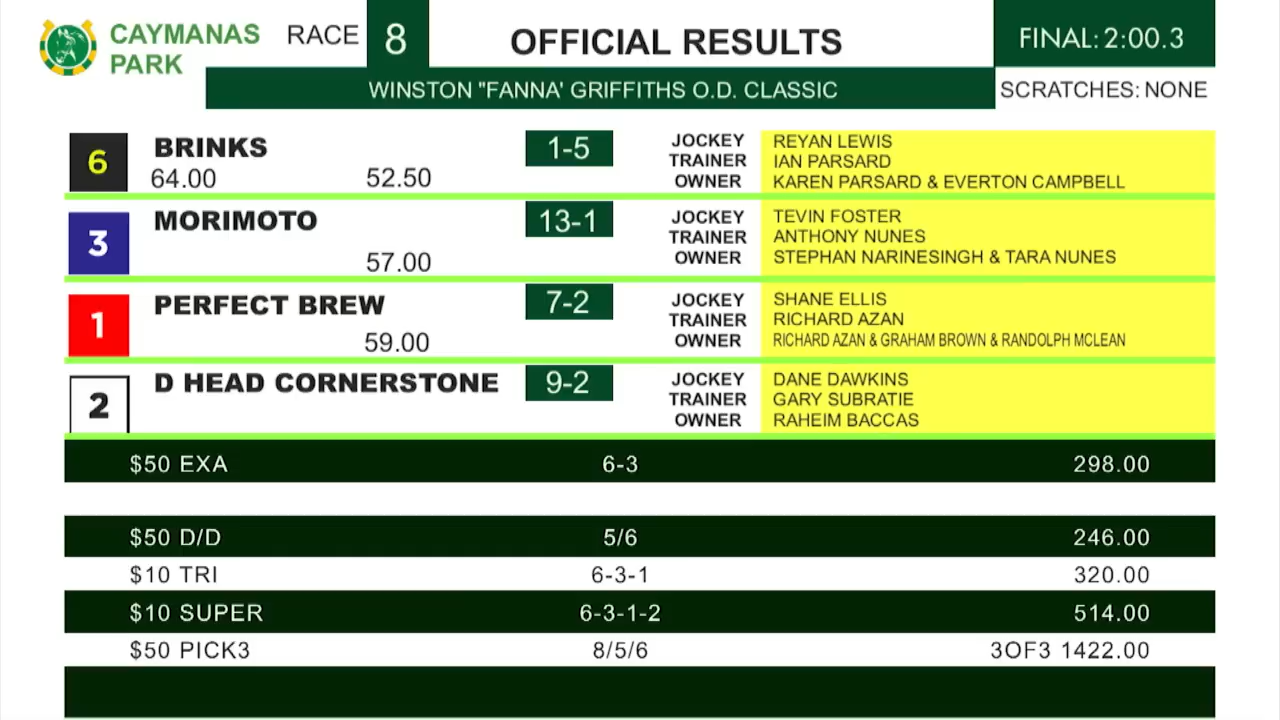 CAYMANAS PARK
RACE 8
OFFICIAL RESULTS
FINAL: 2:00.3
WINSTON "FANNA' GRIFFITHS O.D. CLASSIC
SCRATCHES: NONE
6 BRINKS 1-5
64.00 52.50
JOCKEY REYAN LEWIS
TRAINER IAN PARSARD
OWNER KAREN PARSARD & EVERTON CAMPBELL
3 MORIMOTO 13-1
57.00
JOCKEY TEVIN FOSTER
TRAINER ANTHONY NUNES
OWNER STEPHAN NARINESINGH & TARA NUNES
1 PERFECT BREW 7-2
59.00
JOCKEY SHANE ELLIS
TRAINER RICHARD AZAN
OWNER RICHARD AZAN & GRAHAM BROWN & RANDOLPH MCLEAN
2 D HEAD CORNERSTONE 9-2
JOCKEY DANE DAWKINS
TRAINER GARY SUBRATIE
OWNER RAHEIM BACCAS
$50 EXA 6-3 298.00
$50 D/D 5/6 246.00
$10 TRI 6-3-1 320.00
$10 SUPER 6-3-1-2 514.00
$50 PICK3 8/5/6 3OF3 1422.00